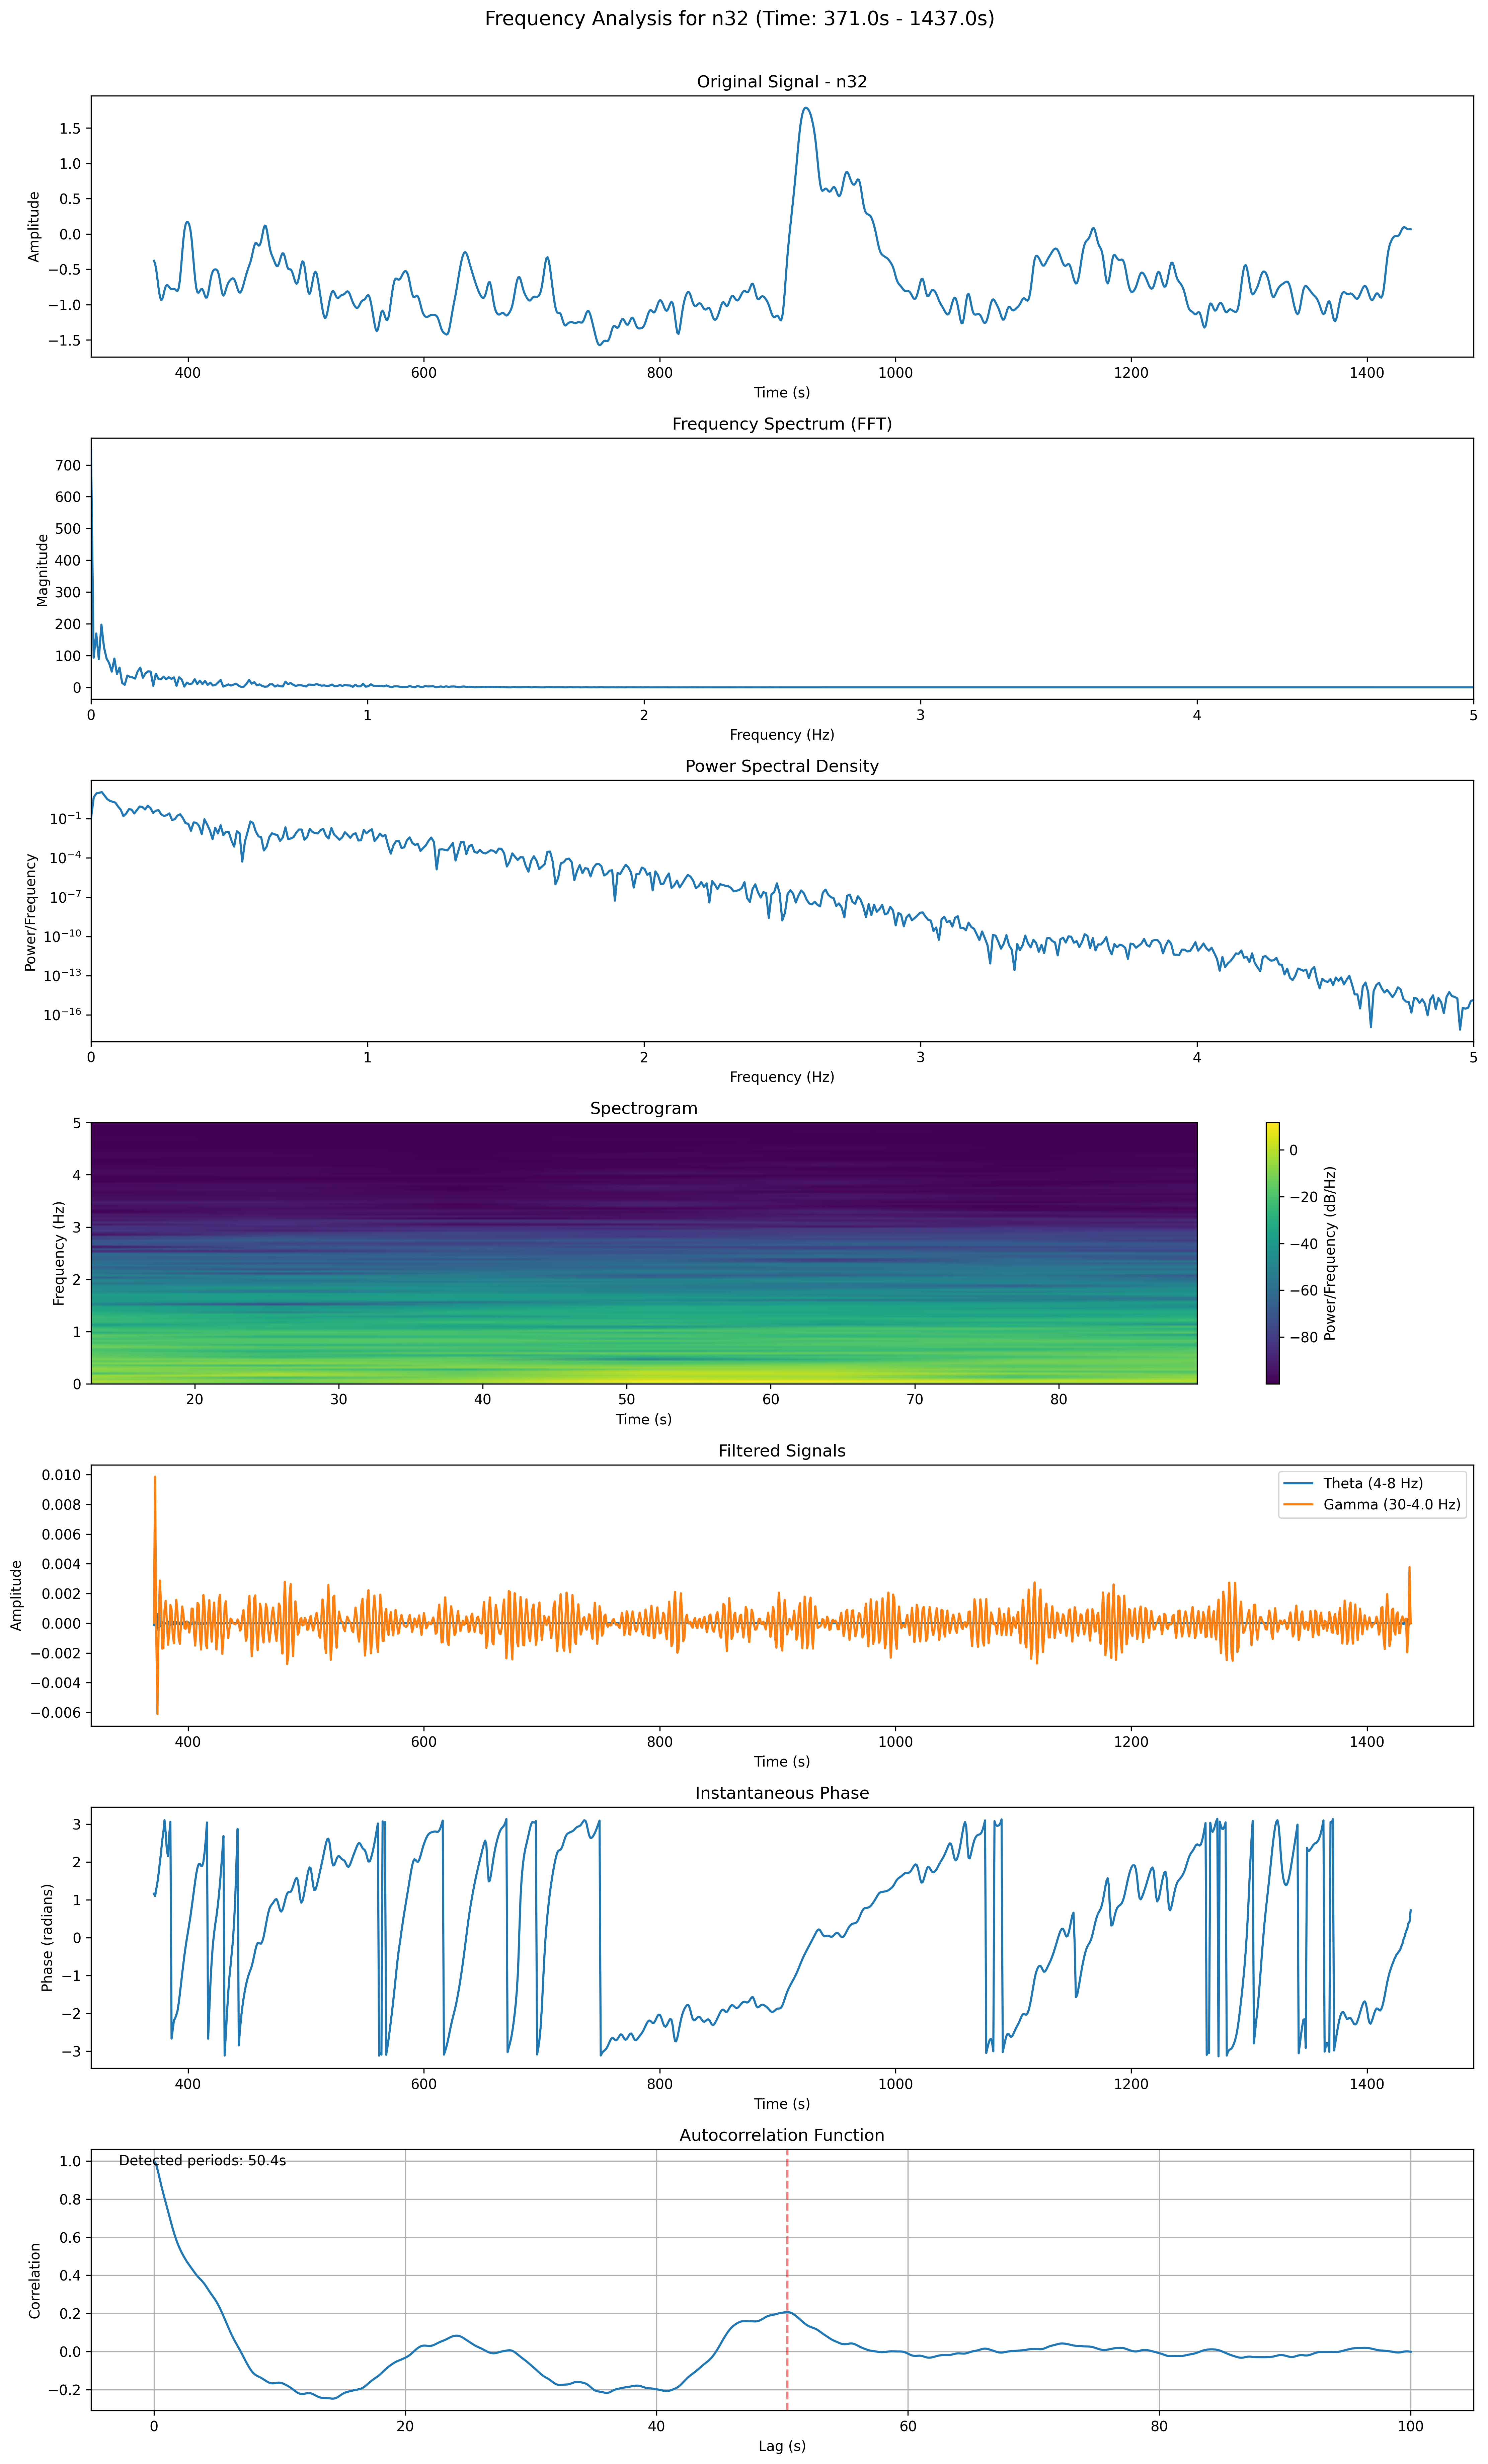 Frequency Analysis for n32 (Time: 371.0s - 1437.0s)
Original Signal - n32
Amplitude
1.5
1.0
0.5
0.0
−0.5
−1.0
−1.5
400 600 800 1000 1200 1400
Time (s)
Frequency Spectrum (FFT)
Magnitude
700
600
500
400
300
200
100
0
0 1 2 3 4 5
Frequency (Hz)
Power Spectral Density
Power/Frequency
10⁻¹
10⁻⁴
10⁻⁷
10⁻¹⁰
10⁻¹³
10⁻¹⁶
0 1 2 3 4 5
Frequency (Hz)
Spectrogram
Frequency (Hz)
5
4
3
2
1
0
20 30 40 50 60 70 80
Time (s)
0
−20
−40
−60
−80
Power/Frequency (dB/Hz)
Filtered Signals
Amplitude
0.010
0.008
0.006
0.004
0.002
0.000
−0.002
−0.004
−0.006
Theta (4-8 Hz)
Gamma (30-4.0 Hz)
400 600 800 1000 1200 1400
Time (s)
Instantaneous Phase
Phase (radians)
3
2
1
0
−1
−2
−3
400 600 800 1000 1200 1400
Time (s)
Autocorrelation Function
Detected periods: 50.4s
Correlation
1.0
0.8
0.6
0.4
0.2
0.0
−0.2
0 20 40 60 80 100
Lag (s)